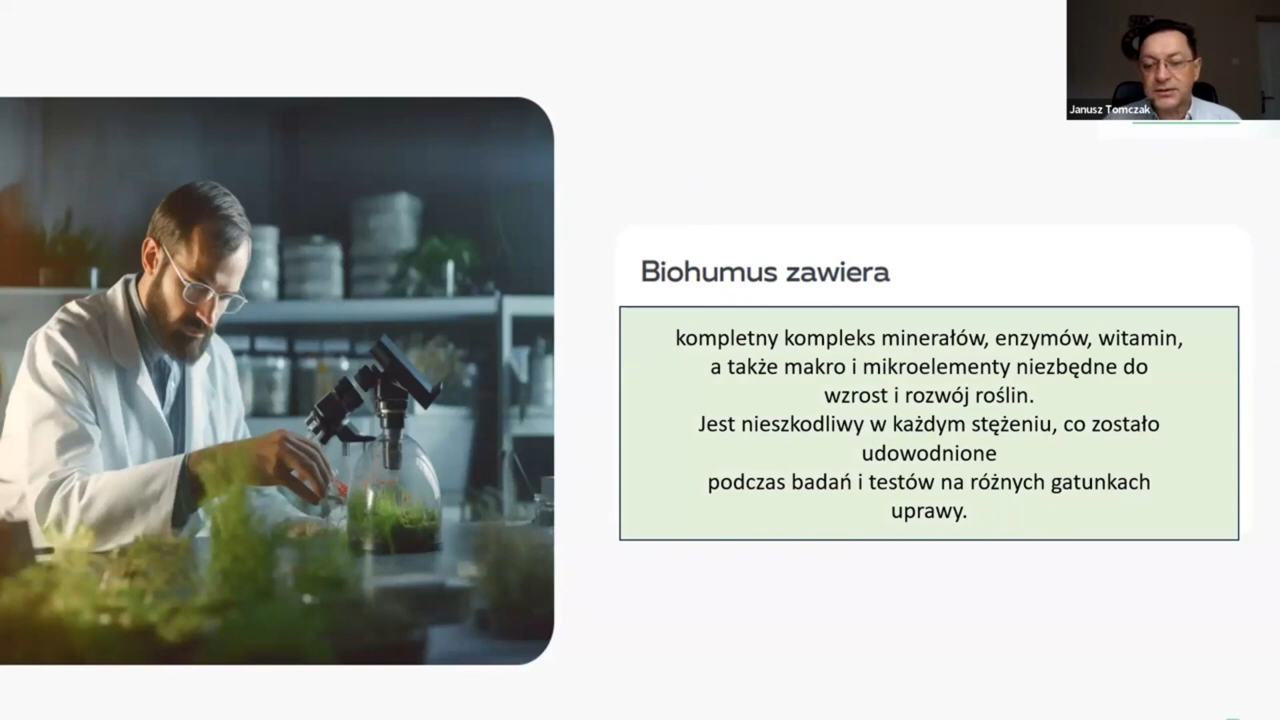 Janusz Tomczak
Biohumus zawiera
kompletny kompleks minerałów, enzymów, witamin,
a także makro i mikroelementy niezbędne do
wzrost i rozwój roślin.
Jest nieszkodliwy w każdym stężeniu, co zostało
udowodnione
podczas badań i testów na różnych gatunkach
uprawy.